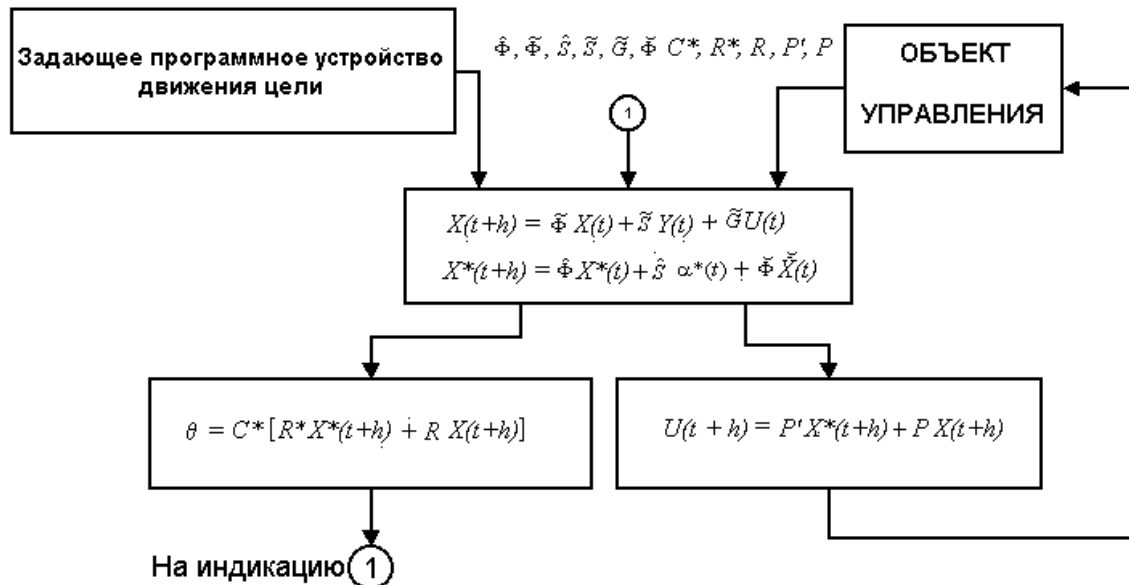 Задающее программное устройство
движения цели
Φ̂, Φ̃, Ŝ, S̃, G̃, Φ̆ C*, R*, R, P', P
ОБЪЕКТ
УПРАВЛЕНИЯ
1
X(t+h) = Φ̃ X(t) + S̃ Y(t) + G̃U(t)
X*(t+h) = Φ̂ X*(t) + Ŝ α*(t) + Φ̆ X̆(t)
θ = C*[R*X*(t+h) + R X(t+h)]
U(t + h) = P'X*(t+h) + P X(t+h)
На индикацию 1